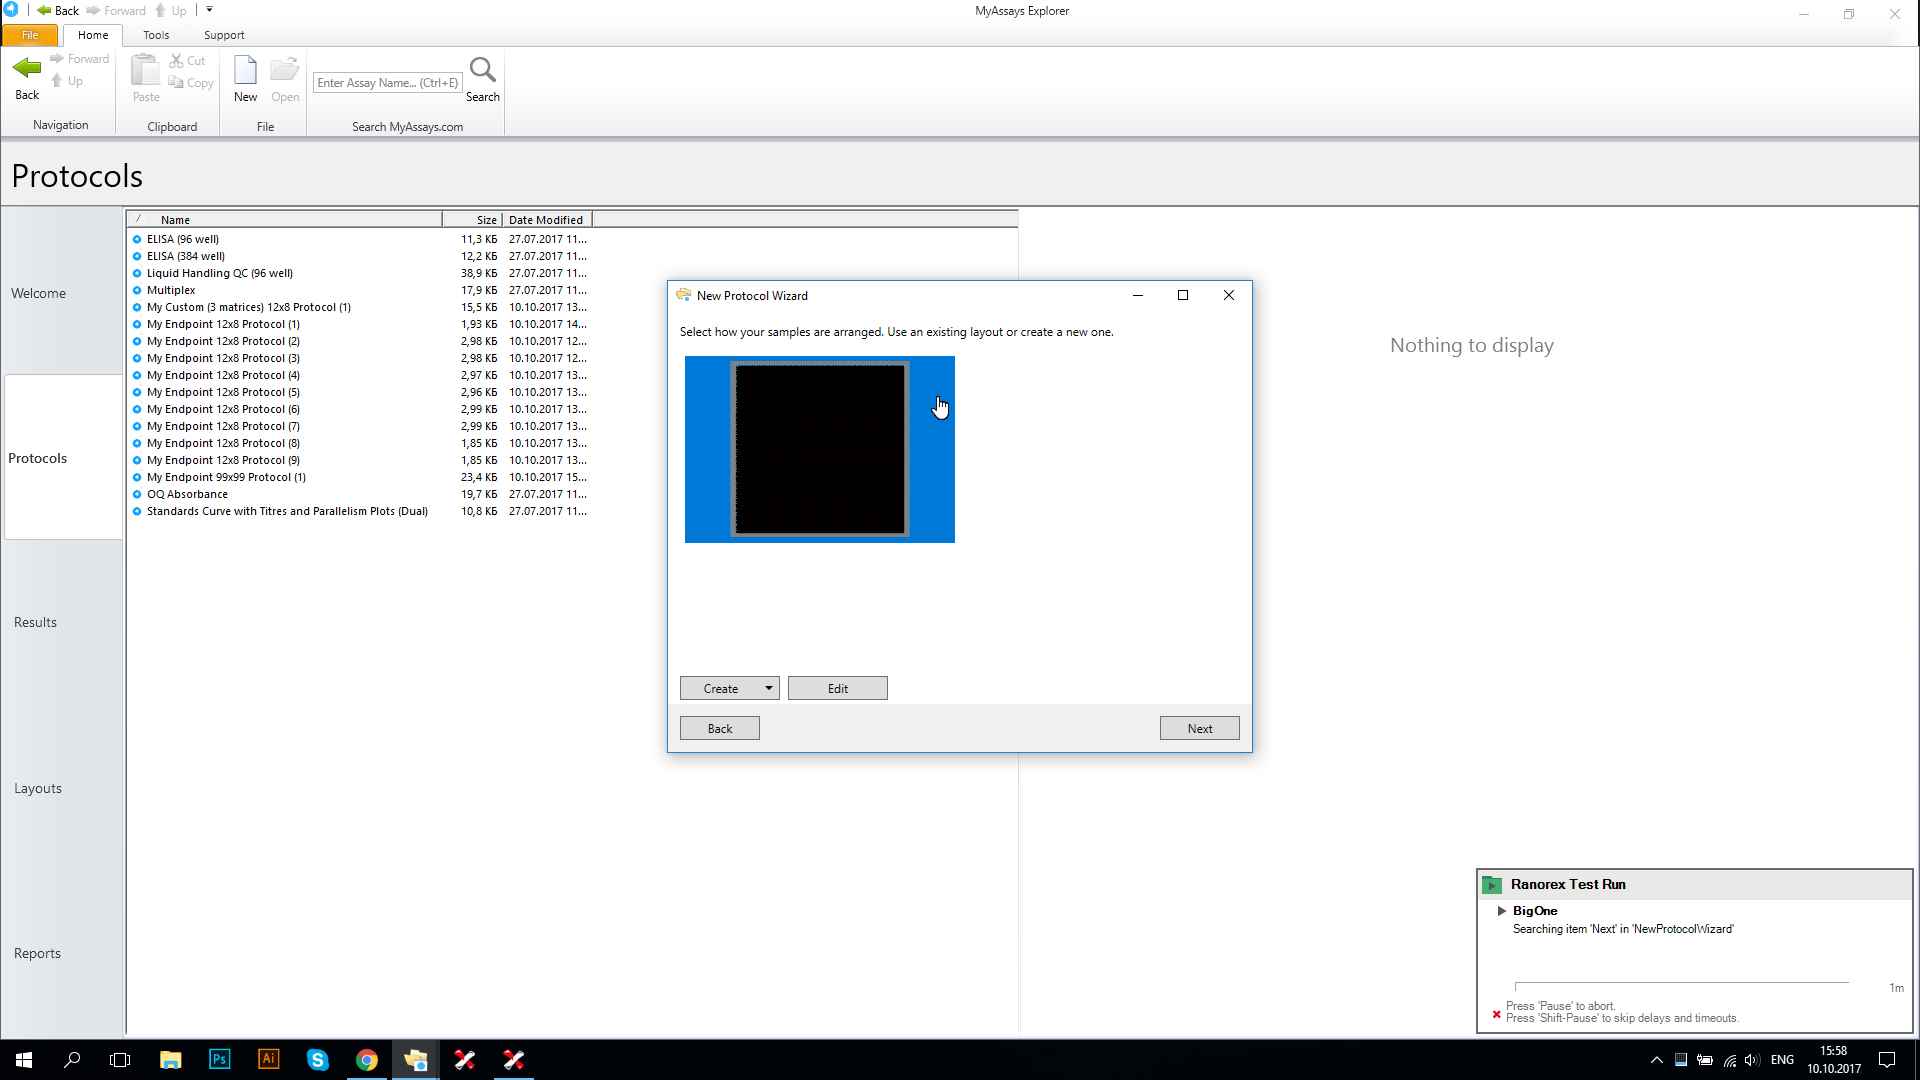 Back Forward Up
MyAssays Explorer
File Home Tools Support
Back
Forward
Up
Navigation
Paste
Cut
Copy
Clipboard
New Open
File
Enter Assay Name... (Ctrl+E)
Search
Search MyAssays.com
Protocols
Welcome
Protocols
Results
Layouts
Reports
Name Size Date Modified
ELISA (96 well) 11,3 КБ 27.07.2017 11...
ELISA (384 well) 12,2 КБ 27.07.2017 11...
Liquid Handling QC (96 well) 38,9 КБ 27.07.2017 11...
Multiplex 17,9 КБ 27.07.2017 11...
My Custom (3 matrices) 12x8 Protocol (1) 15,5 КБ 10.10.2017 13...
My Endpoint 12x8 Protocol (1) 1,93 КБ 10.10.2017 14...
My Endpoint 12x8 Protocol (2) 2,98 КБ 10.10.2017 12...
My Endpoint 12x8 Protocol (3) 2,98 КБ 10.10.2017 12...
My Endpoint 12x8 Protocol (4) 2,97 КБ 10.10.2017 13...
My Endpoint 12x8 Protocol (5) 2,96 КБ 10.10.2017 13...
My Endpoint 12x8 Protocol (6) 2,99 КБ 10.10.2017 13...
My Endpoint 12x8 Protocol (7) 2,99 КБ 10.10.2017 13...
My Endpoint 12x8 Protocol (8) 1,85 КБ 10.10.2017 13...
My Endpoint 12x8 Protocol (9) 1,85 КБ 10.10.2017 13...
My Endpoint 99x99 Protocol (1) 23,4 КБ 10.10.2017 15...
OQ Absorbance 19,7 КБ 27.07.2017 11...
Standards Curve with Titres and Parallelism Plots (Dual) 10,8 КБ 27.07.2017 11...
New Protocol Wizard
Select how your samples are arranged. Use an existing layout or create a new one.
Create Edit
Back Next
Nothing to display
Ranorex Test Run
BigOne
Searching item 'Next' in 'NewProtocolWizard'
1m
Press 'Pause' to abort.
Press 'Shift-Pause' to skip delays and timeouts.
Ps Ai
ENG
15:58
10.10.2017